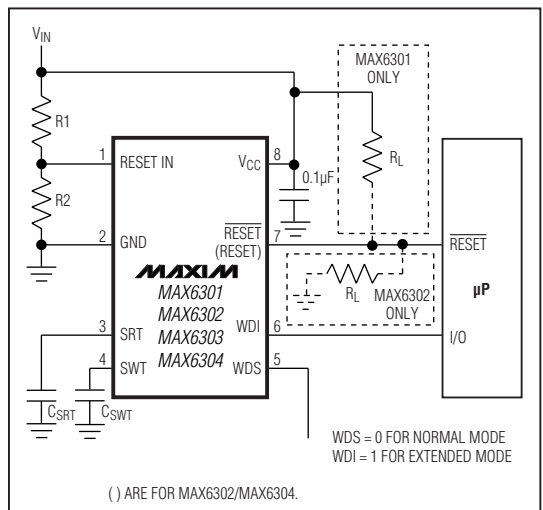 VIN
MAX6301
ONLY
R1
RL
1
RESET IN
VCC
8
0.1µF
R2
RESET
(RESET)
7
RESET
2
GND
MAXIM
MAX6301
MAX6302
MAX6303
MAX6304
RL
MAX6302
ONLY
µP
3
SRT
WDI
6
I/O
4
SWT
WDS
5
CSRT
CSWT
WDS = 0 FOR NORMAL MODE
WDI = 1 FOR EXTENDED MODE
( ) ARE FOR MAX6302/MAX6304.